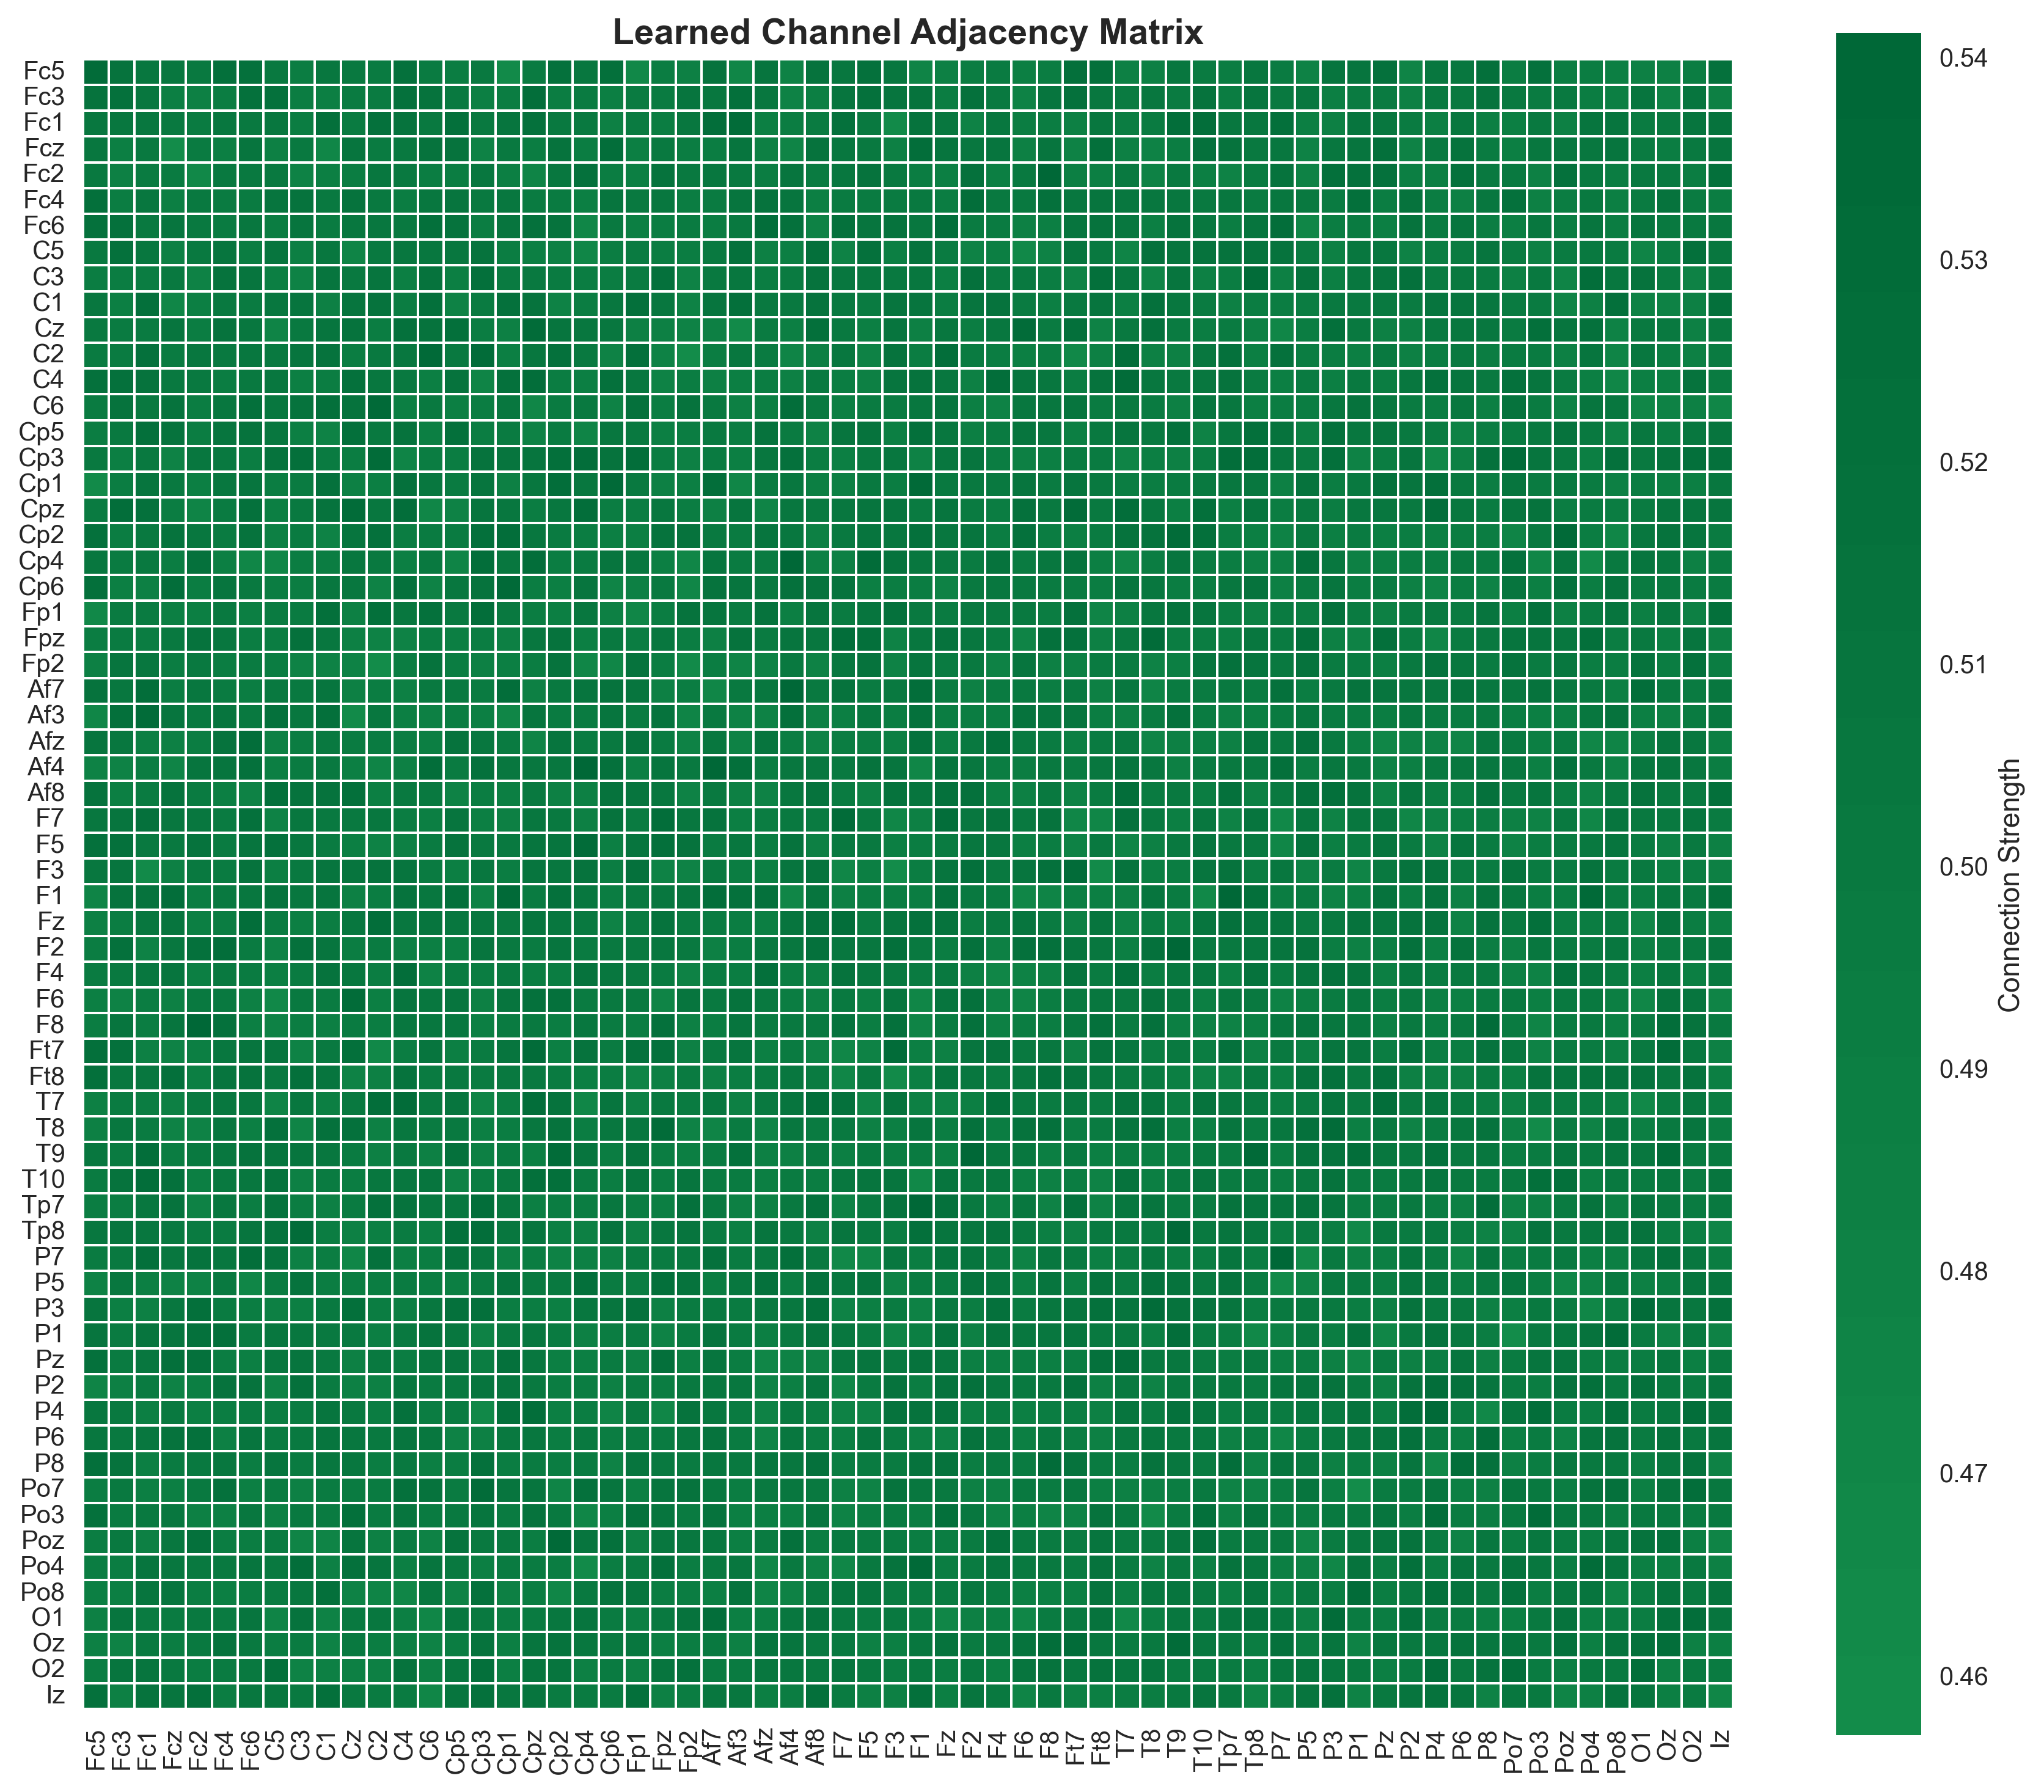 Learned Channel Adjacency Matrix
Fc5
Fc3
Fc1
Fcz
Fc2
Fc4
Fc6
C5
C3
C1
Cz
C2
C4
C6
Cp5
Cp3
Cp1
Cpz
Cp2
Cp4
Cp6
Fp1
Fpz
Fp2
Af7
Af3
Afz
Af4
Af8
F7
F5
F3
F1
Fz
F2
F4
F6
F8
Ft7
Ft8
T7
T8
T9
T10
Tp7
Tp8
P7
P5
P3
P1
Pz
P2
P4
P6
P8
Po7
Po3
Poz
Po4
Po8
O1
Oz
O2
Iz
Fc5 Fc3 Fc1 Fcz Fc2 Fc4 Fc6 C5 C3 C1 Cz C2 C4 C6 Cp5 Cp3 Cp1 Cpz Cp2 Cp4 Cp6 Fp1 Fpz Fp2 Af7 Af3 Afz Af4 Af8 F7 F5 F3 F1 Fz F2 F4 F6 F8 Ft7 Ft8 T7 T8 T9 T10 Tp7 Tp8 P7 P5 P3 P1 Pz P2 P4 P6 P8 Po7 Po3 Poz Po4 Po8 O1 Oz O2 Iz
0.54
0.53
0.52
0.51
0.50
0.49
0.48
0.47
0.46
Connection Strength